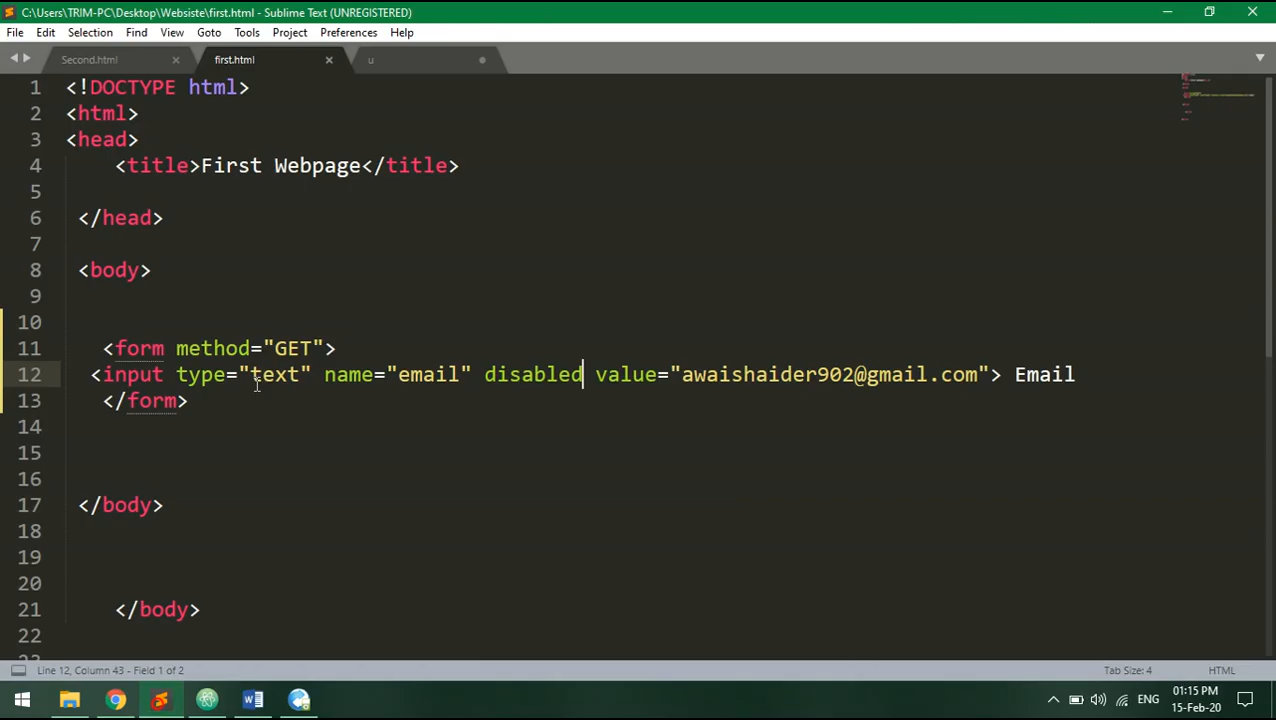 C:\Users\TRIM-PC\Desktop\Websiste\first.html - Sublime Text (UNREGISTERED)
File Edit Selection Find View Goto Tools Project Preferences Help
Second.html first.html u
1 <!DOCTYPE html>
2 <html>
3 <head>
4 <title>First Webpage</title>
5
6 </head>
7
8 <body>
9
10
11 <form method="GET">
12 <input type="text" name="email" disabled value="awaishaider902@gmail.com"> Email
13 </form>
14
15
16
17 </body>
18
19
20
21 </body>
22
23
Line 12, Column 43 - Field 1 of 2 Tab Size: 4 HTML
ENG 01:15 PM
15-Feb-20